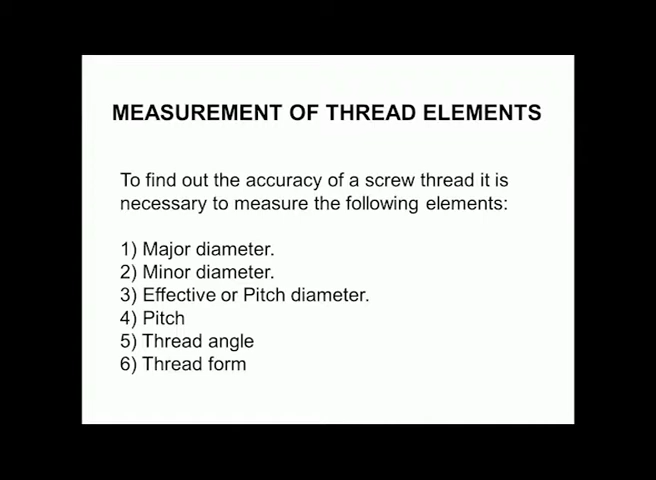 MEASUREMENT OF THREAD ELEMENTS
To find out the accuracy of a screw thread it is
necessary to measure the following elements:
1) Major diameter.
2) Minor diameter.
3) Effective or Pitch diameter.
4) Pitch
5) Thread angle
6) Thread form